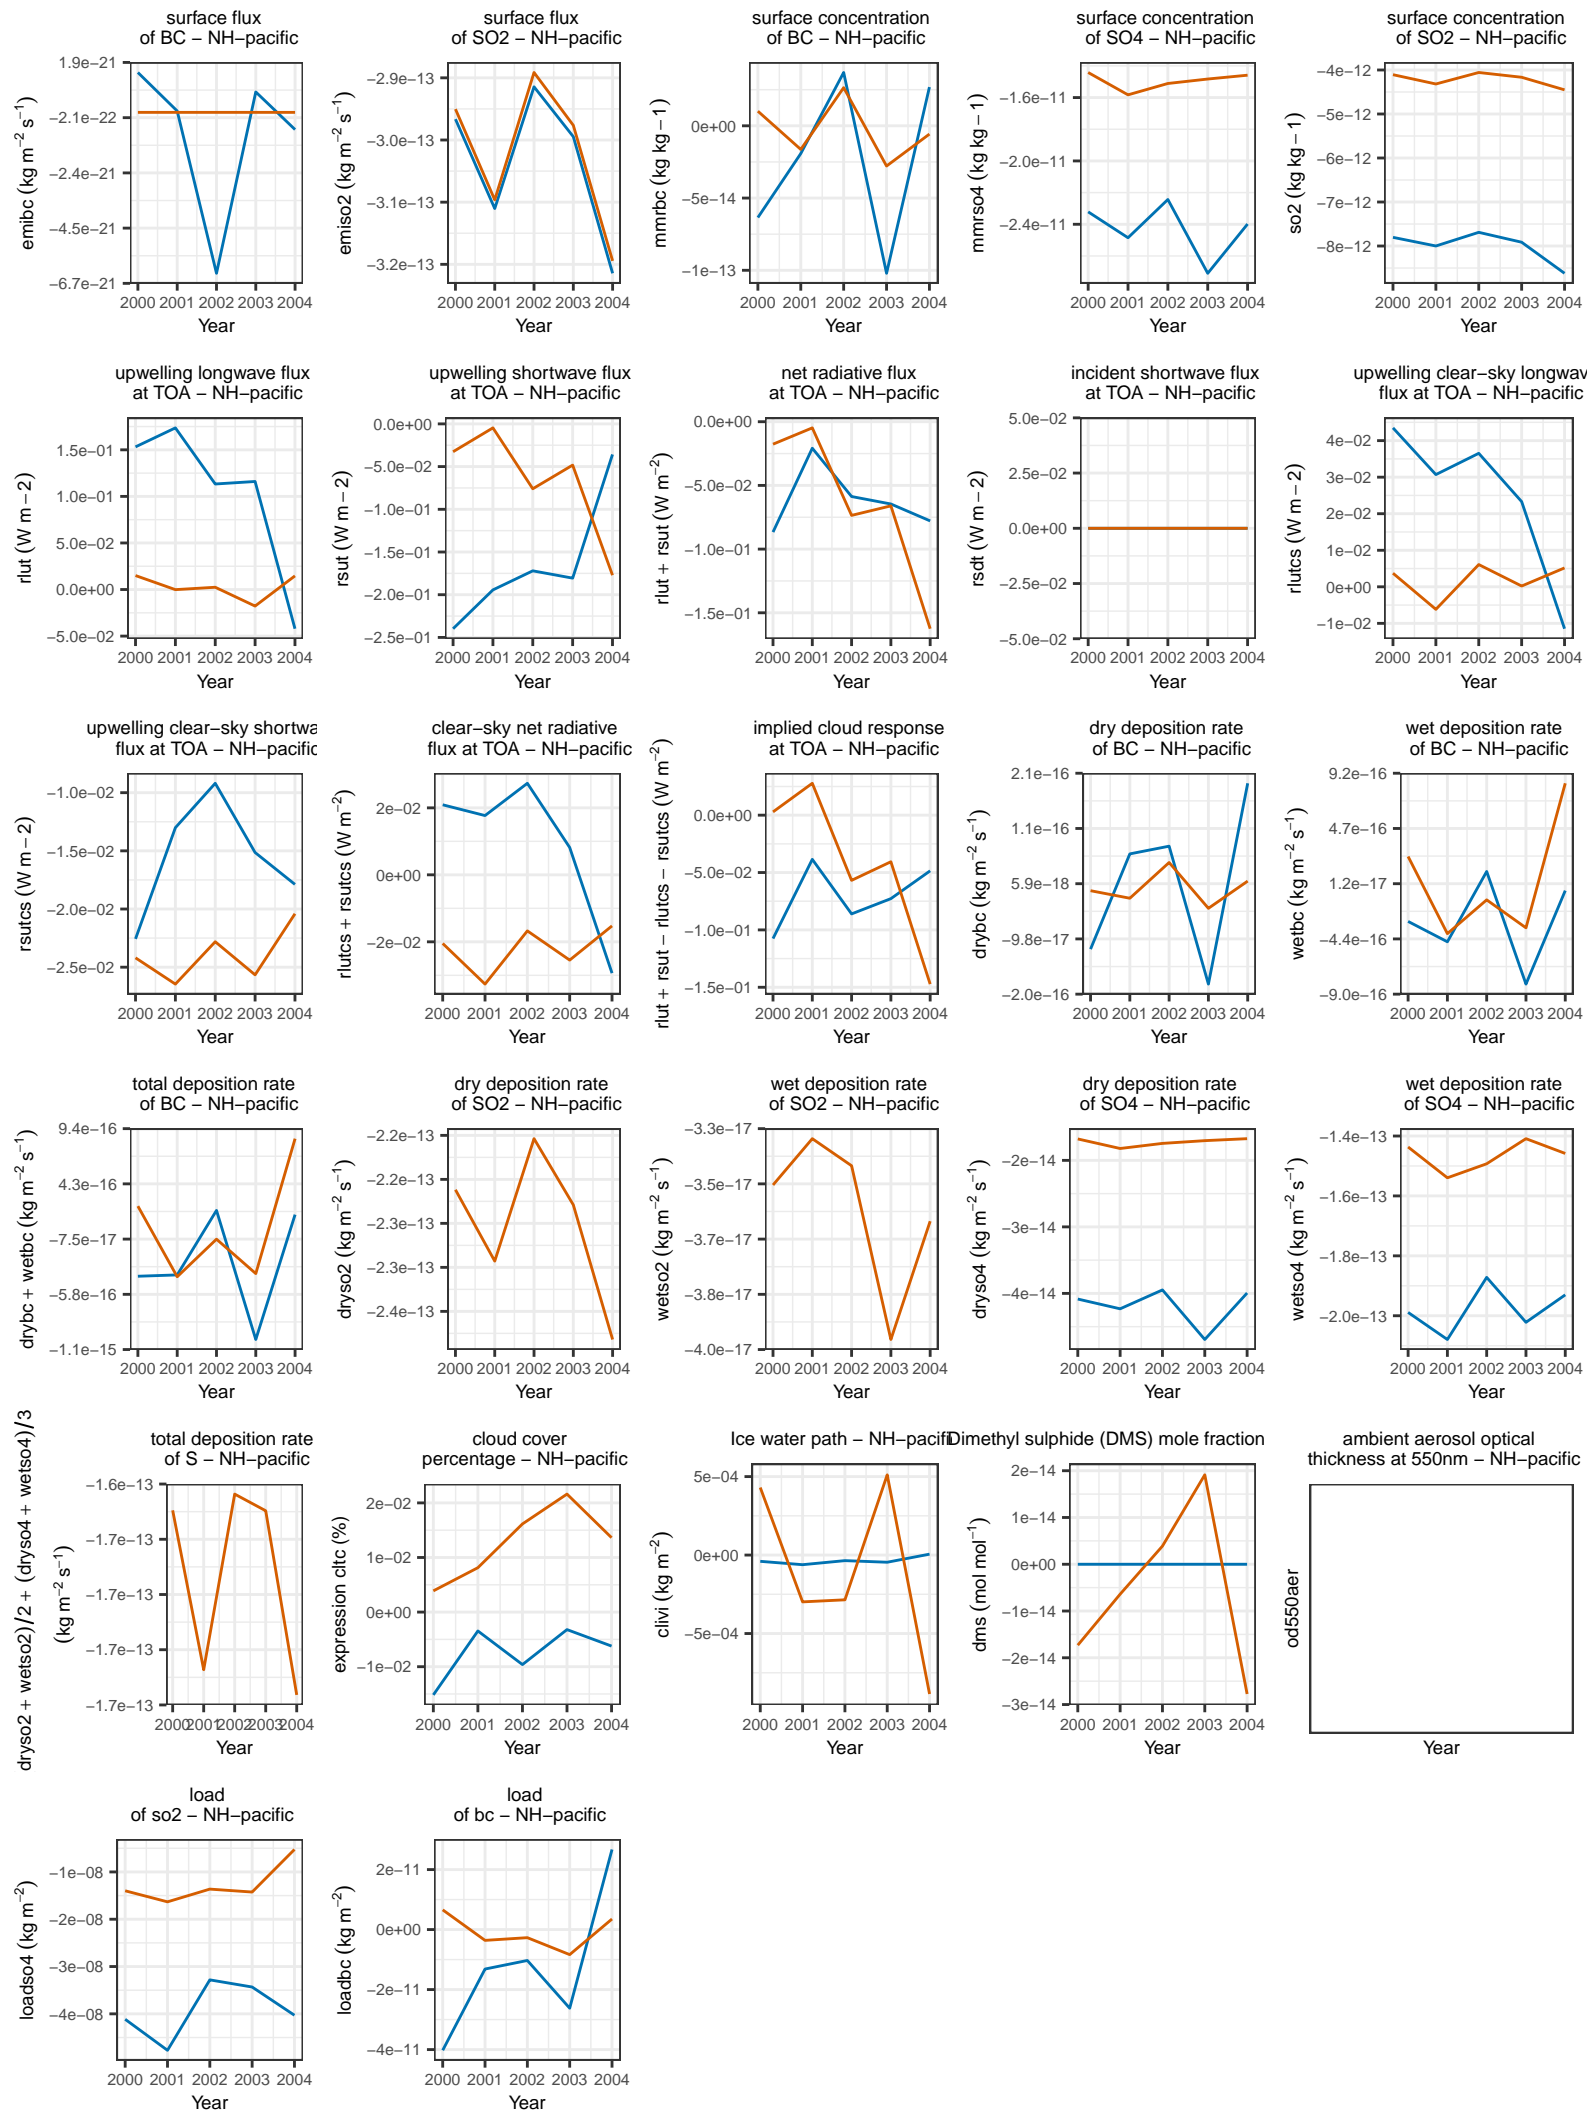 surface flux
of BC − NH−pacific
emibc (kg m−2 s−1)
1.9e−21
−2.1e−22
−2.4e−21
−4.5e−21
−6.7e−21
2000 2001 2002 2003 2004
Year
surface flux
of SO2 − NH−pacific
emiso2 (kg m−2 s−1)
−2.9e−13
−3.0e−13
−3.1e−13
−3.2e−13
2000 2001 2002 2003 2004
Year
surface concentration
of BC − NH−pacific
mmrbc (kg kg − 1)
0e+00
−5e−14
−1e−13
2000 2001 2002 2003 2004
Year
surface concentration
of SO4 − NH−pacific
mmrso4 (kg kg − 1)
−1.6e−11
−2.0e−11
−2.4e−11
2000 2001 2002 2003 2004
Year
surface concentration
of SO2 − NH−pacific
so2 (kg kg − 1)
−4e−12
−5e−12
−6e−12
−7e−12
−8e−12
2000 2001 2002 2003 2004
Year
upwelling longwave flux
at TOA − NH−pacific
rlut (W m − 2)
1.5e−01
1.0e−01
5.0e−02
0.0e+00
−5.0e−02
2000 2001 2002 2003 2004
Year
upwelling shortwave flux
at TOA − NH−pacific
rsut (W m − 2)
0.0e+00
−5.0e−02
−1.0e−01
−1.5e−01
−2.0e−01
−2.5e−01
2000 2001 2002 2003 2004
Year
net radiative flux
at TOA − NH−pacific
rlut + rsut (W m−2)
0.0e+00
−5.0e−02
−1.0e−01
−1.5e−01
2000 2001 2002 2003 2004
Year
incident shortwave flux
at TOA − NH−pacific
rsdt (W m − 2)
5.0e−02
2.5e−02
0.0e+00
−2.5e−02
−5.0e−02
2000 2001 2002 2003 2004
Year
upwelling clear−sky longwav
flux at TOA − NH−pacific
rlutcs (W m − 2)
4e−02
3e−02
2e−02
1e−02
0e+00
−1e−02
2000 2001 2002 2003 2004
Year
upwelling clear−sky shortwa
flux at TOA − NH−pacific
rsutcs (W m − 2)
−1.0e−02
−1.5e−02
−2.0e−02
−2.5e−02
2000 2001 2002 2003 2004
Year
clear−sky net radiative
flux at TOA − NH−pacific
rlutcs + rsutcs (W m−2)
2e−02
0e+00
−2e−02
2000 2001 2002 2003 2004
Year
implied cloud response
at TOA − NH−pacific
rlut + rsut − rlutcs − rsutcs (W m−2)
0.0e+00
−5.0e−02
−1.0e−01
−1.5e−01
2000 2001 2002 2003 2004
Year
dry deposition rate
of BC − NH−pacific
drybc (kg m−2 s−1)
2.1e−16
1.1e−16
5.9e−18
−9.8e−17
−2.0e−16
2000 2001 2002 2003 2004
Year
wet deposition rate
of BC − NH−pacific
wetbc (kg m−2 s−1)
9.2e−16
4.7e−16
1.2e−17
−4.4e−16
−9.0e−16
2000 2001 2002 2003 2004
Year
total deposition rate
of BC − NH−pacific
drybc + wetbc (kg m−2 s−1)
9.4e−16
4.3e−16
−7.5e−17
−5.8e−16
−1.1e−15
2000 2001 2002 2003 2004
Year
dry deposition rate
of SO2 − NH−pacific
dryso2 (kg m−2 s−1)
−2.2e−13
−2.2e−13
−2.3e−13
−2.3e−13
−2.4e−13
2000 2001 2002 2003 2004
Year
wet deposition rate
of SO2 − NH−pacific
wetso2 (kg m−2 s−1)
−3.3e−17
−3.5e−17
−3.7e−17
−3.8e−17
−4.0e−17
2000 2001 2002 2003 2004
Year
dry deposition rate
of SO4 − NH−pacific
dryso4 (kg m−2 s−1)
−2e−14
−3e−14
−4e−14
2000 2001 2002 2003 2004
Year
wet deposition rate
of SO4 − NH−pacific
wetso4 (kg m−2 s−1)
−1.4e−13
−1.6e−13
−1.8e−13
−2.0e−13
2000 2001 2002 2003 2004
Year
total deposition rate
of S − NH−pacific
dryso2 + wetso2)/2 + (dryso4 + wetso4)/3
(kg m−2 s−1)
−1.6e−13
−1.7e−13
−1.7e−13
−1.7e−13
−1.7e−13
2000 2001 2002 2003 2004
Year
cloud cover
percentage − NH−pacific
expression cltc (%)
2e−02
1e−02
0e+00
−1e−02
2000 2001 2002 2003 2004
Year
Ice water path − NH−pacifi
clivi (kg m−2)
5e−04
0e+00
−5e−04
2000 2001 2002 2003 2004
Year
Dimethyl sulphide (DMS) mole fraction
dms (mol mol−1)
2e−14
1e−14
0e+00
−1e−14
−2e−14
−3e−14
2000 2001 2002 2003 2004
Year
ambient aerosol optical
thickness at 550nm − NH−pacific
od550aer
Year
load
of so2 − NH−pacific
loadso4 (kg m−2)
−1e−08
−2e−08
−3e−08
−4e−08
2000 2001 2002 2003 2004
Year
load
of bc − NH−pacific
loadbc (kg m−2)
2e−11
0e+00
−2e−11
−4e−11
2000 2001 2002 2003 2004
Year